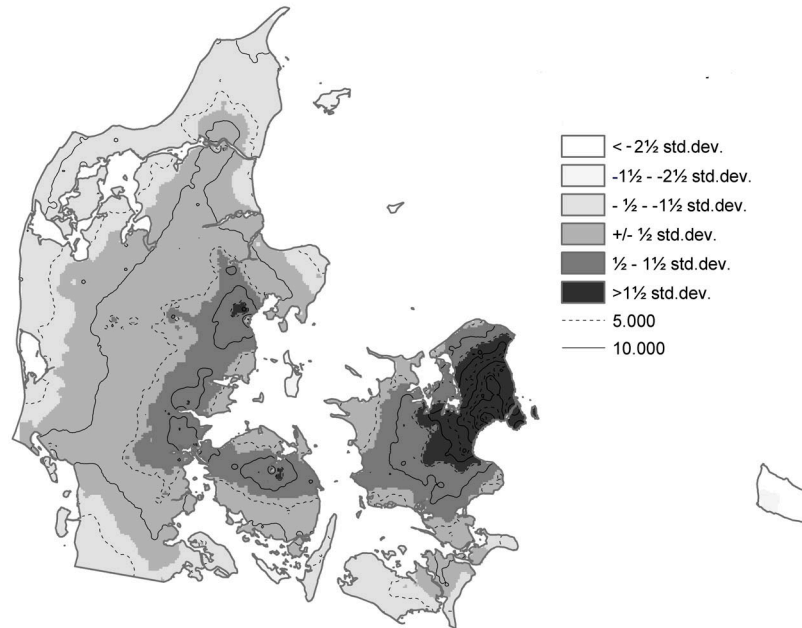 < -2½ std.dev.
-1½ - -2½ std.dev.
- ½ - -1½ std.dev.
+/- ½ std.dev.
½ - 1½ std.dev.
>1½ std.dev.
5.000
10.000